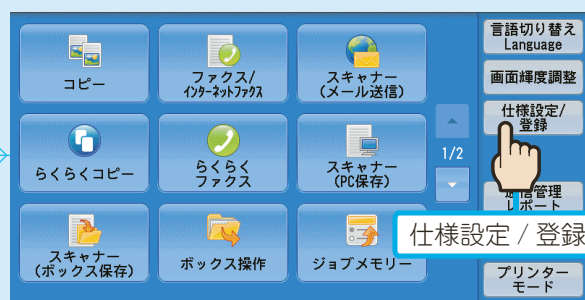 コピー
ファクス/
インターネットファクス
スキャナー
(メール送信)
らくらくコピー
らくらく
ファクス
スキャナー
(PC保存)
スキャナー
(ボックス保存)
ボックス操作
ジョブメモリー
1/2
言語切り替え
Language
画面輝度調整
仕様設定/
登録
信管理
レポート
仕様設定 / 登録
プリンター
モード